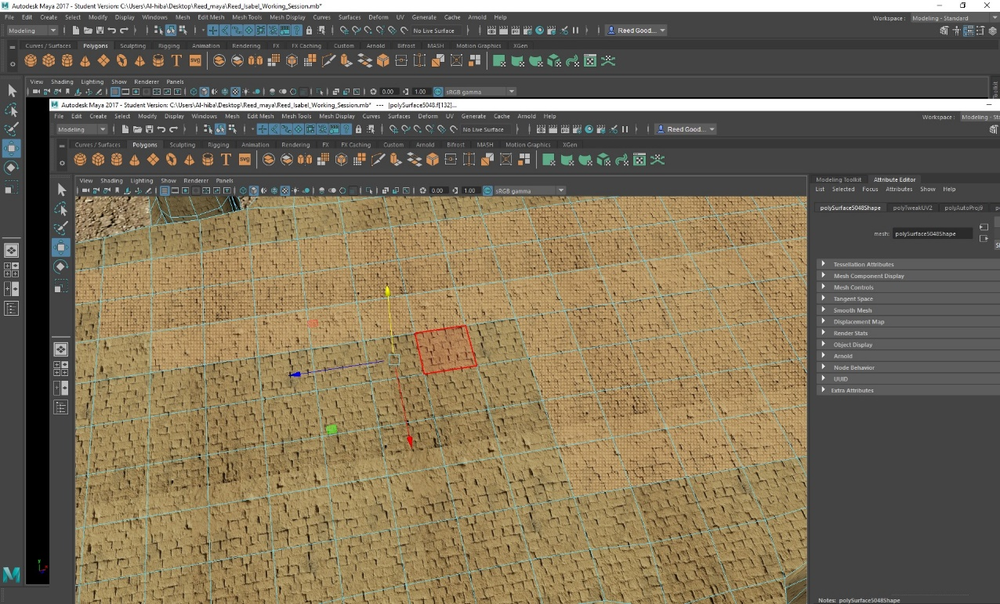 Autodesk Maya 2017 - Student Version: C:\Users\Al-hiba\Desktop\Reed_maya\Reed_Isabel_Working_Session.mb*
File Edit Create Select Modify Display Windows Mesh Edit Mesh Mesh Tools Mesh Display Curves Surfaces Deform UV Generate Cache Arnold Help
Workspace : Modeling - Standard
Modeling No Live Surface Reed Good...
Curves / Surfaces Polygons Sculpting Rigging Animation Rendering FX FX Caching Custom Arnold Bifrost MASH Motion Graphics XGen
T svg
View Shading Lighting Show Renderer Panels
0.00 1.00 sRGB gamma
Autodesk Maya 2017 - Student Version: C:\Users\Al-hiba\Desktop\Reed_maya\Reed_Isabel_Working_Session.mb* --- [polySurface5048.f[132]...
File Edit Create Select Modify Display Windows Mesh Edit Mesh Mesh Tools Mesh Display Curves Surfaces Deform UV Generate Cache Arnold Help
Workspace : Modeling - Sta
Modeling No Live Surface Reed Good...
Curves / Surfaces Polygons Sculpting Rigging Animation Rendering FX FX Caching Custom Arnold Bifrost MASH Motion Graphics XGen
T svg
View Shading Lighting Show Renderer Panels
0.00 1.00 sRGB gamma
Modeling Toolkit Attribute Editor
List Selected Focus Attributes Show Help
polySurface5048Shape polyTweakUV2 polyAutoProj9 po
mesh: polySurface5048Shape
Tessellation Attributes
Mesh Component Display
Mesh Controls
Tangent Space
Smooth Mesh
Displacement Map
Render Stats
Object Display
Arnold
Node Behavior
UUID
Extra Attributes
Notes: polySurface5048Shape